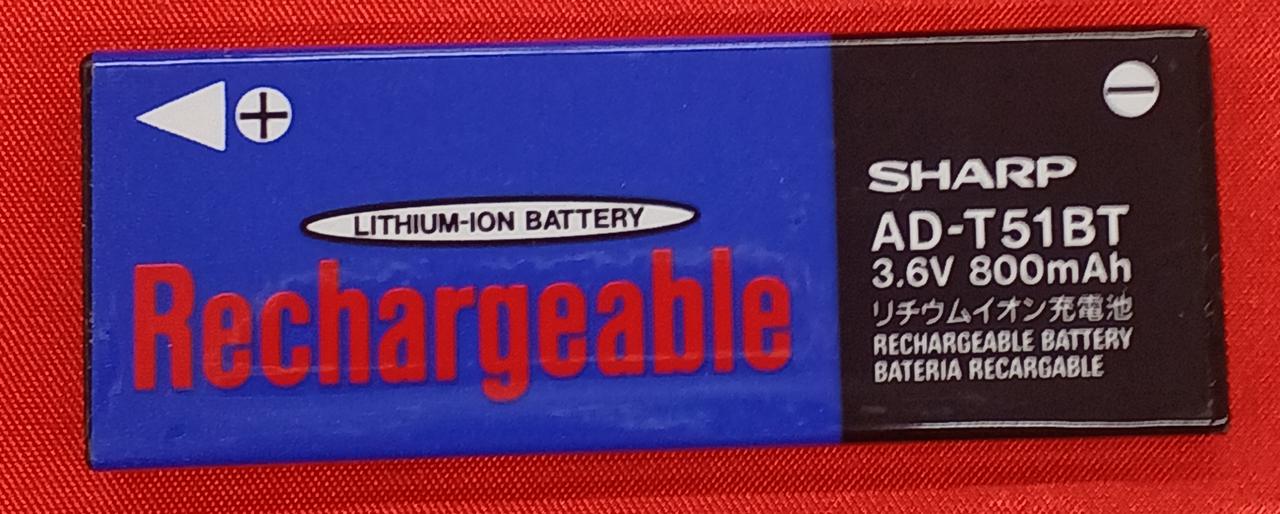 LITHIUM-ION BATTERY
Rechargeable
SHARP
AD-T51BT
3.6V 800mAh
リチウムイオン充電池
RECHARGEABLE BATTERY
BATERIA RECARGABLE